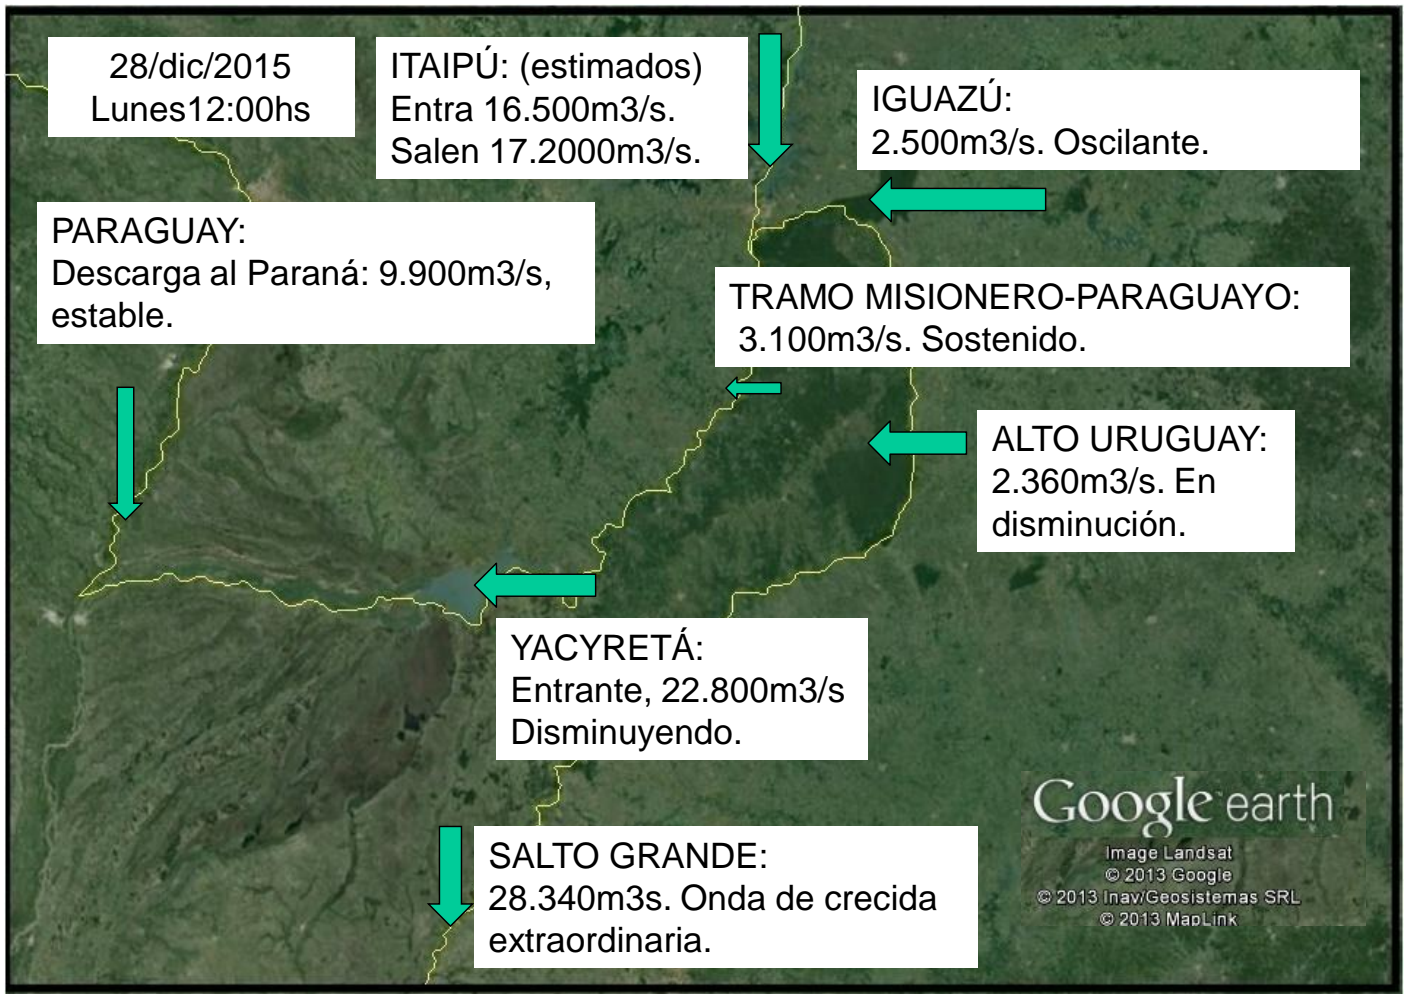 28/dic/2015
Lunes12:00hs
ITAIPÚ: (estimados)
Entra 16.500m3/s.
Salen 17.2000m3/s.
IGUAZÚ:
2.500m3/s. Oscilante.
PARAGUAY:
Descarga al Paraná: 9.900m3/s,
estable.
TRAMO MISIONERO-PARAGUAYO:
3.100m3/s. Sostenido.
ALTO URUGUAY:
2.360m3/s. En
disminución.
YACYRETÁ:
Entrante, 22.800m3/s
Disminuyendo.
SALTO GRANDE:
28.340m3s. Onda de crecida
extraordinaria.
Google earth
Image Landsat
© 2013 Google
© 2013 Inav/Geosistemas SRL
© 2013 MapLink